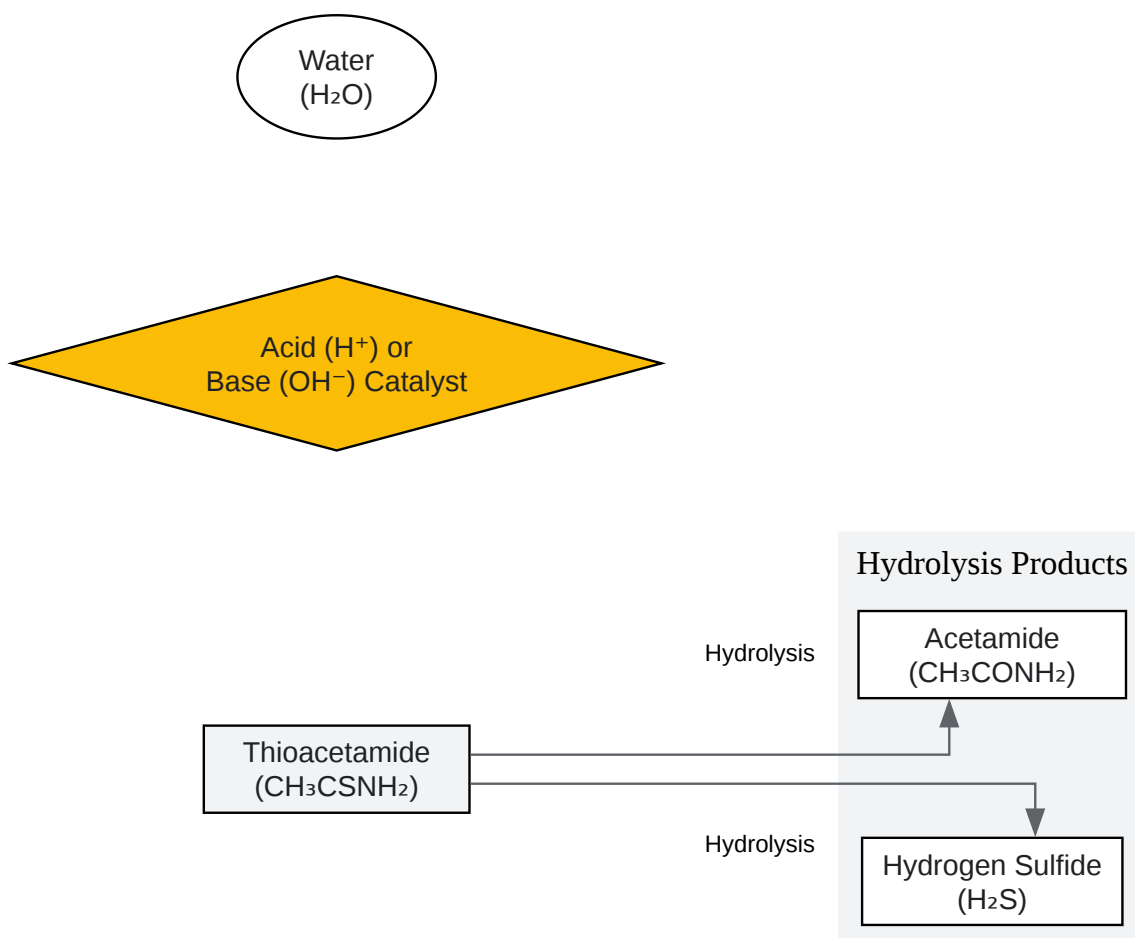 Water
(H₂O)
Acid (H⁺) or
Base (OH⁻) Catalyst
Hydrolysis Products
Hydrolysis
Acetamide
(CH₃CONH₂)
Thioacetamide
(CH₃CSNH₂)
Hydrolysis
Hydrogen Sulfide
(H₂S)